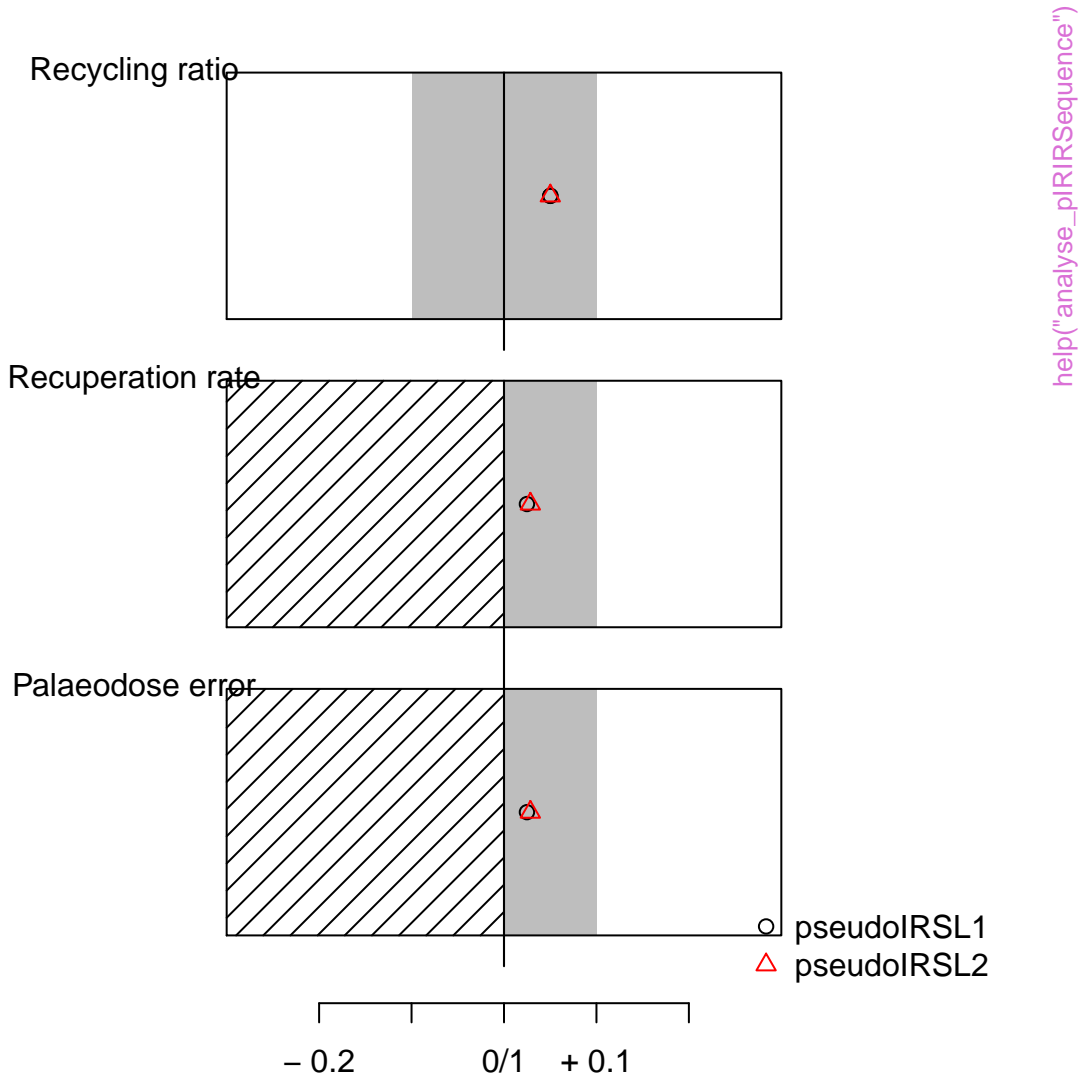 Recycling ratio
Recuperation rate
Palaeodose error
pseudoIRSL1
pseudoIRSL2
− 0.2
0/1
+ 0.1
help("analyse_pIRIRSequence")